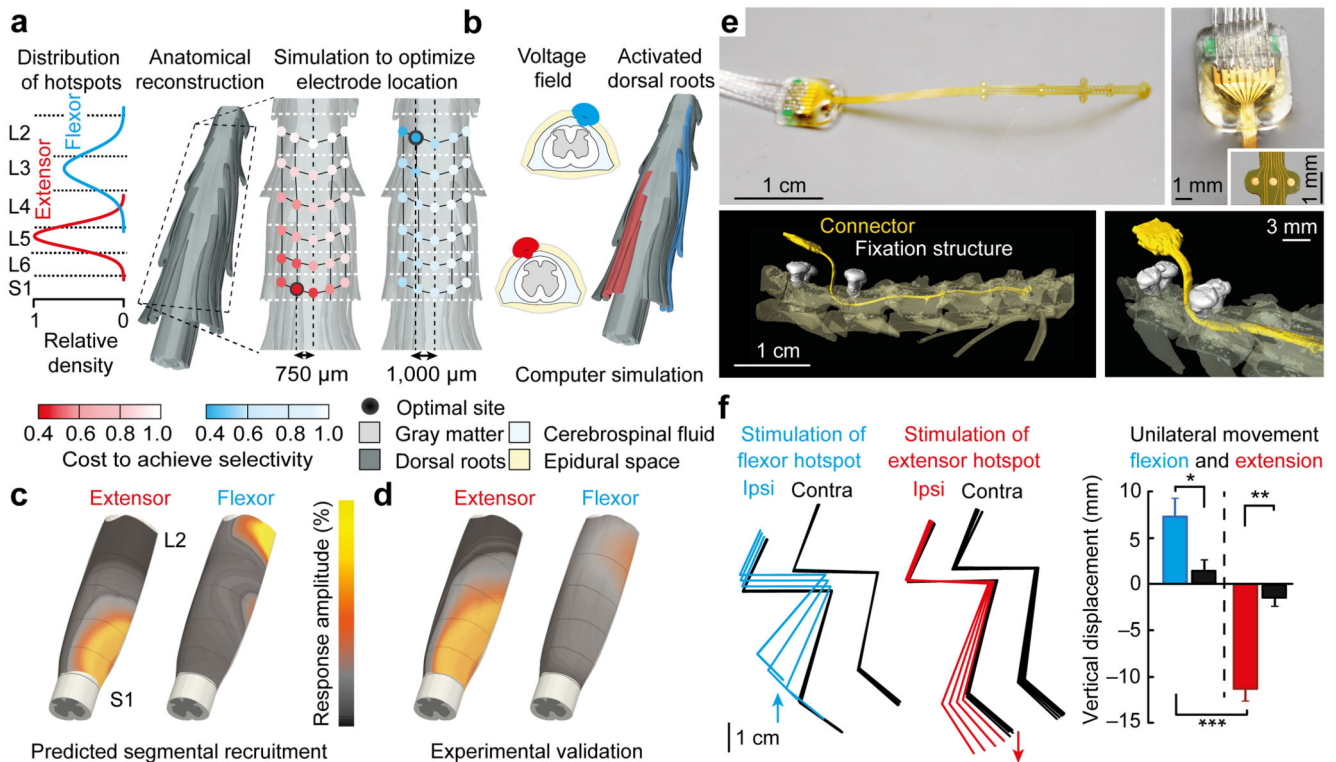 a
Distribution
of hotspots
Flexor
Extensor
L2
L3
L4
L5
L6
S1
1
0
Relative
density
Anatomical
reconstruction
Simulation to optimize
electrode location
750 µm
1,000 µm
0.4 0.6 0.8 1.0
0.4 0.6 0.8 1.0
Cost to achieve selectivity
Optimal site
Gray matter
Dorsal roots
Cerebrospinal fluid
Epidural space
b
Voltage
field
Activated
dorsal roots
Computer simulation
c
Extensor
Flexor
L2
S1
Predicted segmental recruitment
Response amplitude (%)
d
Extensor
Flexor
Experimental validation
e
1 cm
1 mm
1 mm
Connector
Fixation structure
1 cm
3 mm
f
Stimulation of
flexor hotspot
Ipsi Contra
Stimulation of
extensor hotspot
Ipsi Contra
1 cm
Unilateral movement
flexion and extension
Vertical displacement (mm)
10
5
0
–5
–10
–15
*
**
***